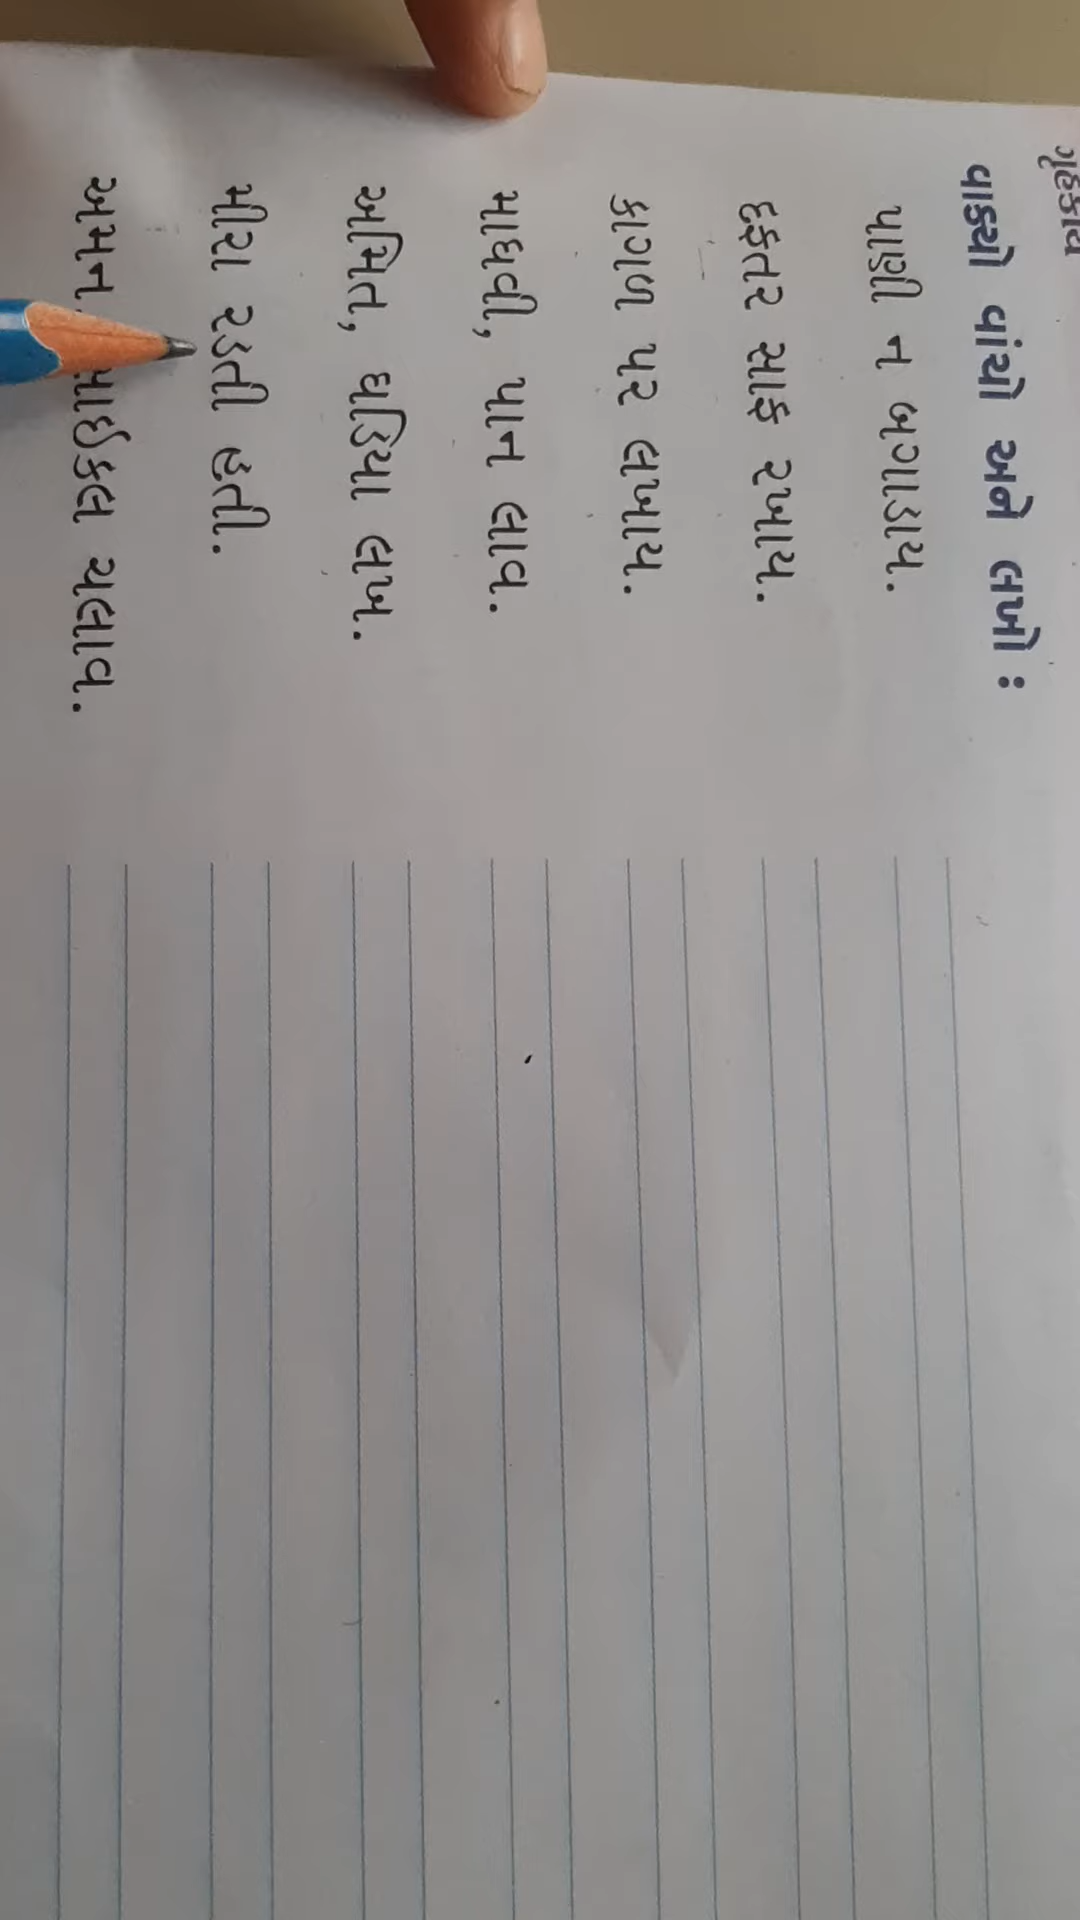 ગૃહકાર્ય
વાક્યો વાંચો અને લખો :
પાણી ન બગાડાય.
દફતર સાફ રખાય.
કાગળ પર લખાય.
માધવી, પાન લાવ.
અમિત, ઘડિયા લખ.
મીરા રડતી હતી.
અમન સાઈકલ ચલાવ.